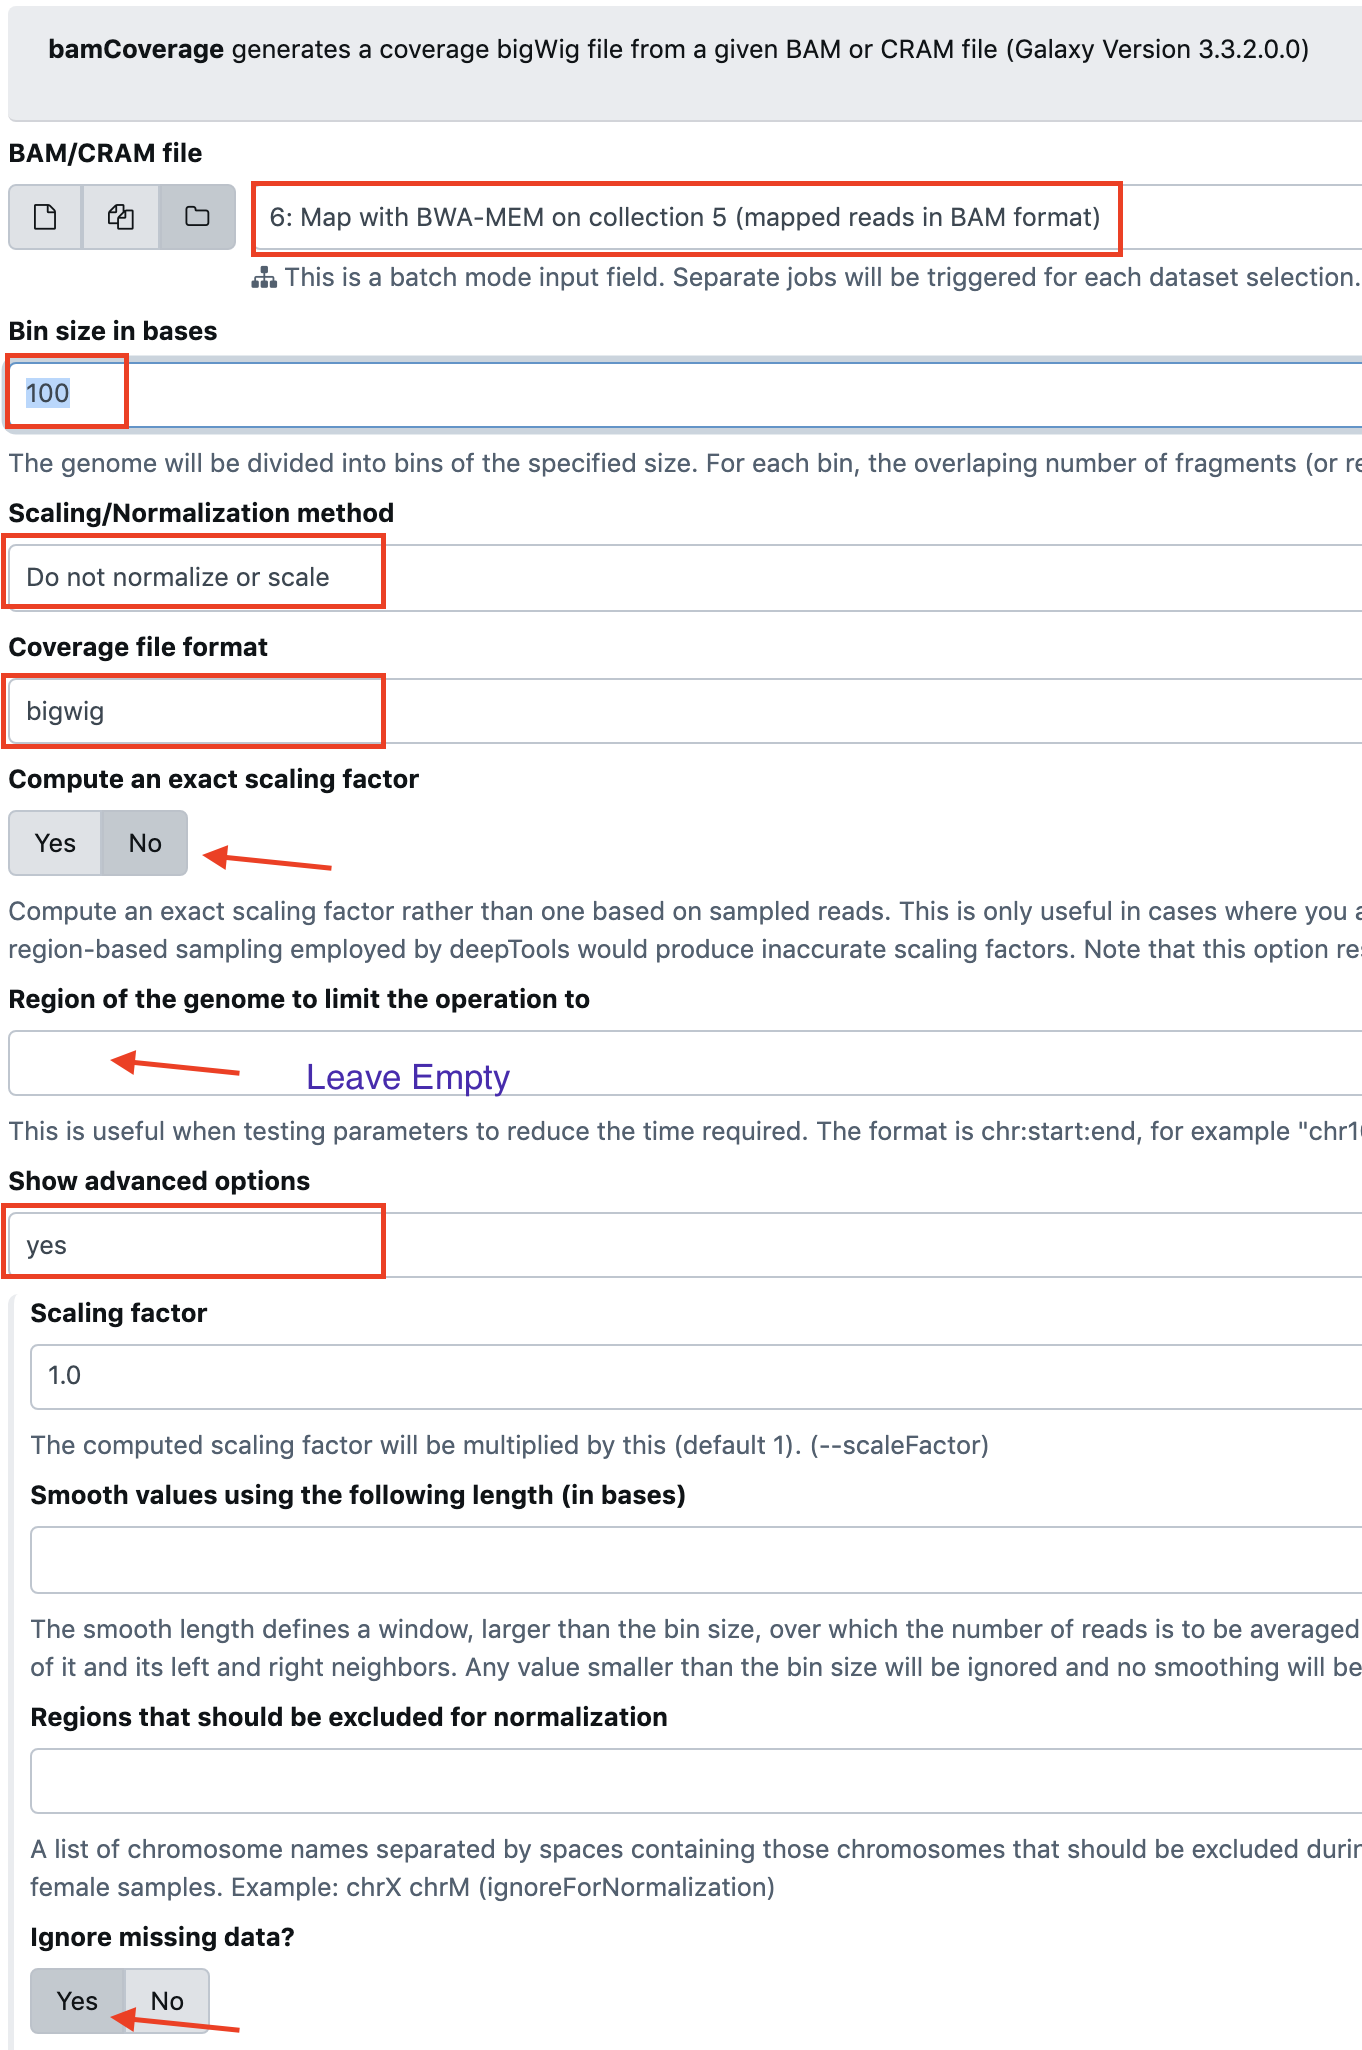 bamCoverage generates a coverage bigWig file from a given BAM or CRAM file (Galaxy Version 3.3.2.0.0)
BAM/CRAM file
6: Map with BWA-MEM on collection 5 (mapped reads in BAM format)
This is a batch mode input field. Separate jobs will be triggered for each dataset selection.
Bin size in bases
100
The genome will be divided into bins of the specified size. For each bin, the overlaping number of fragments (or re
Scaling/Normalization method
Do not normalize or scale
Coverage file format
bigwig
Compute an exact scaling factor
Yes No
Compute an exact scaling factor rather than one based on sampled reads. This is only useful in cases where you a
region-based sampling employed by deepTools would produce inaccurate scaling factors. Note that this option res
Region of the genome to limit the operation to
Leave Empty
This is useful when testing parameters to reduce the time required. The format is chr:start:end, for example "chr10
Show advanced options
yes
Scaling factor
1.0
The computed scaling factor will be multiplied by this (default 1). (--scaleFactor)
Smooth values using the following length (in bases)
The smooth length defines a window, larger than the bin size, over which the number of reads is to be averaged
of it and its left and right neighbors. Any value smaller than the bin size will be ignored and no smoothing will be
Regions that should be excluded for normalization
A list of chromosome names separated by spaces containing those chromosomes that should be excluded durin
female samples. Example: chrX chrM (ignoreForNormalization)
Ignore missing data?
Yes No